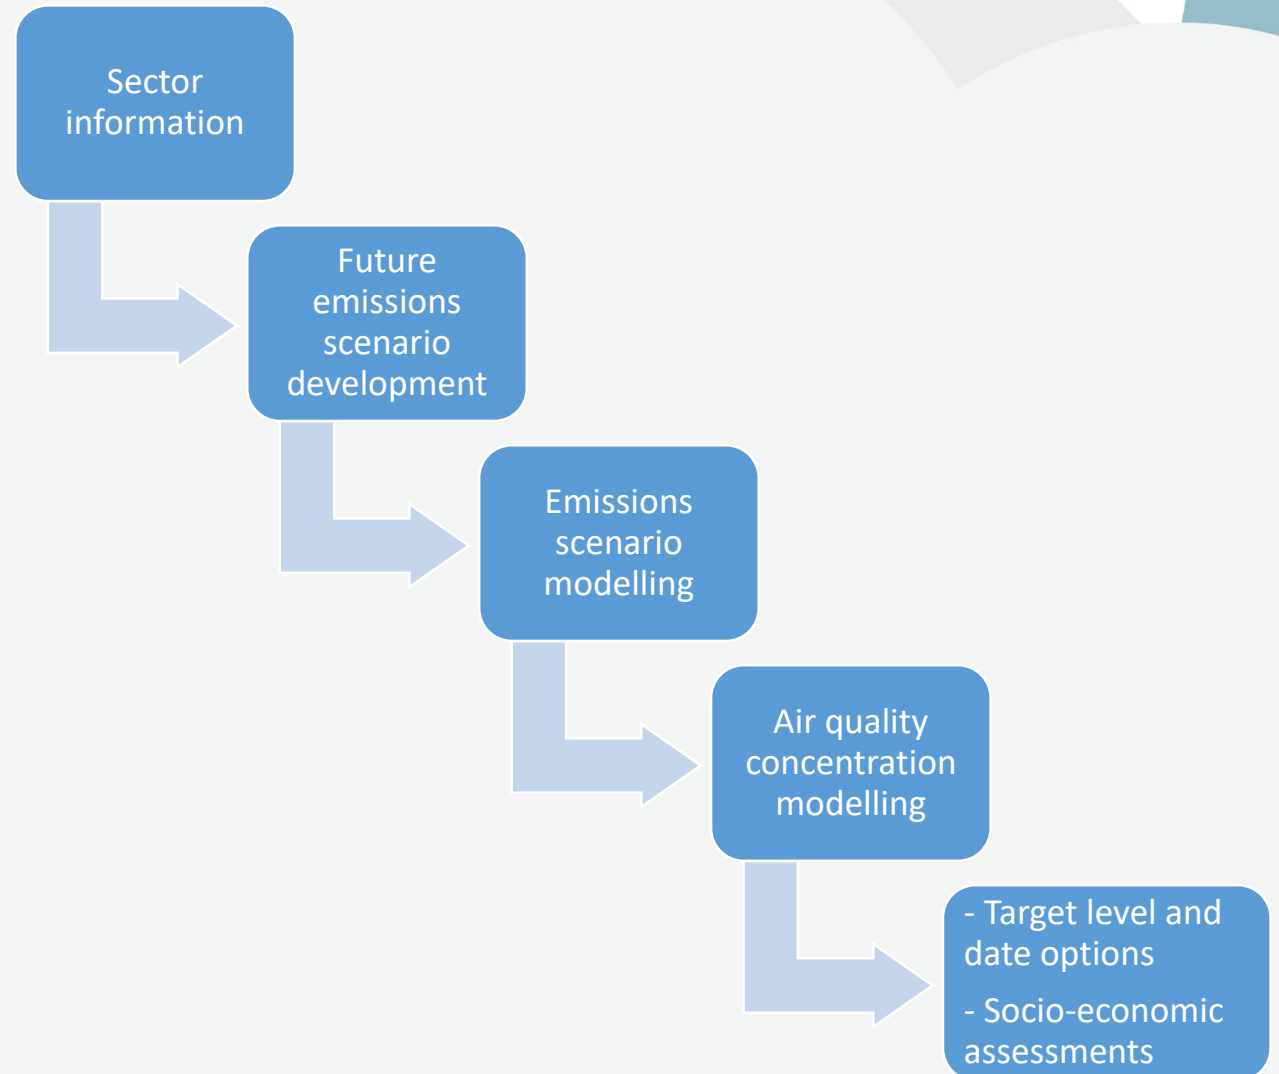 Sector
information
Future
emissions
scenario
development
Emissions
scenario
modelling
Air quality
concentration
modelling
- Target level and
date options
- Socio-economic
assessments